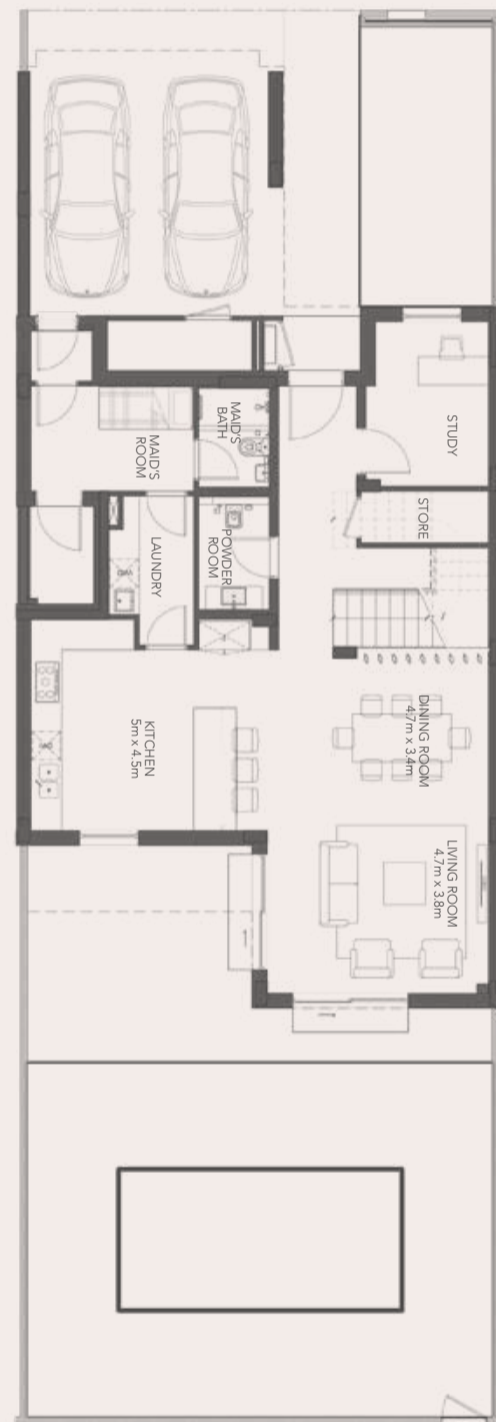 STUDY
MAID'S
BATH
MAID'S
ROOM
STORE
POWDER
ROOM
LAUNDRY
DINING ROOM
4.7m x 3.4m
KITCHEN
5m x 4.5m
LIVING ROOM
4.7m x 3.8m